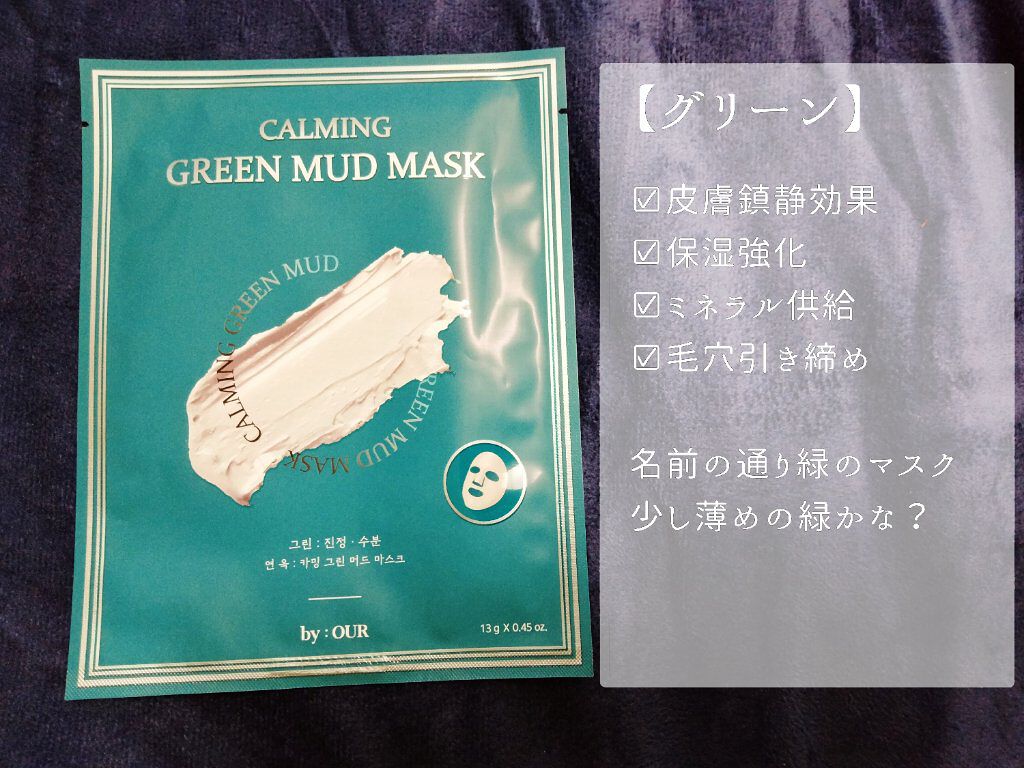 CALMING
GREEN MUD MASK
CALMING GREEN MUD
GREEN MUD MASK
그린 : 진정 · 수분
연 옥 : 카밍 그린 머드 마스크
by : OUR
13 g X 0.45 oz.
【グリーン】
☑皮膚鎮静効果
☑保湿強化
☑ミネラル供給
☑毛穴引き締め
名前の通り緑のマスク
少し薄めの緑かな？